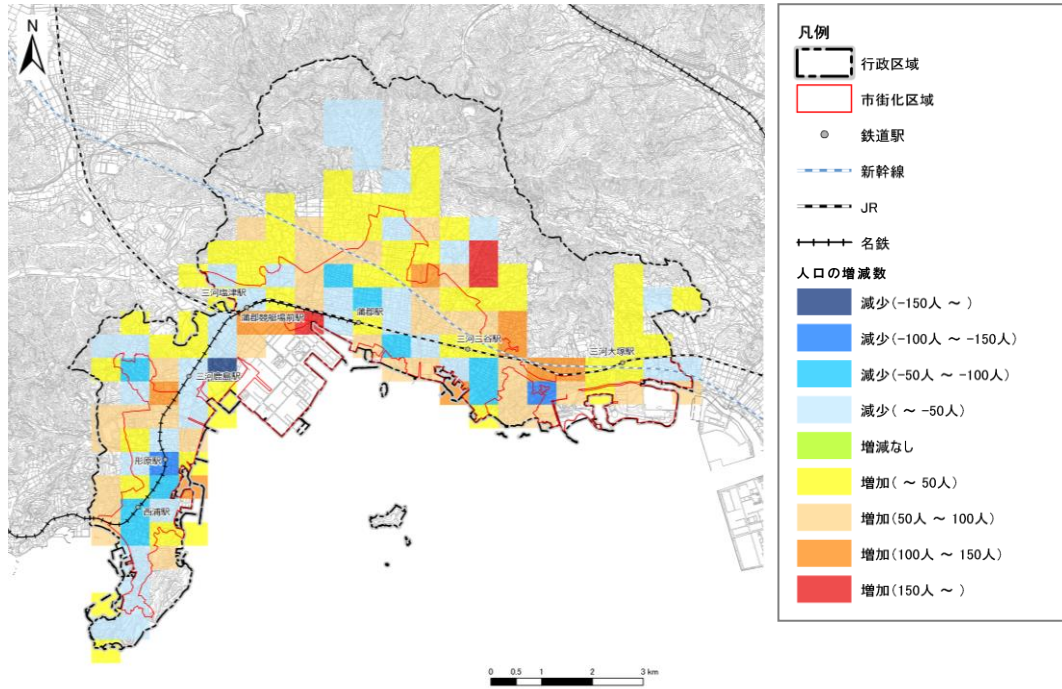 N
三河塩津駅
蒲郡競艇場前駅
蒲郡駅
三河三谷駅
三河大塚駅
三河鹿島駅
形原駅
西浦駅
0 0.5 1 2 3 km
凡例
行政区域
市街化区域
鉄道駅
新幹線
JR
名鉄
人口の増減数
減少(-150人 ～ )
減少(-100人 ～ -150人)
減少(-50人 ～ -100人)
減少( ～ -50人)
増減なし
増加( ～ 50人)
増加(50人 ～ 100人)
増加(100人 ～ 150人)
増加(150人 ～ )